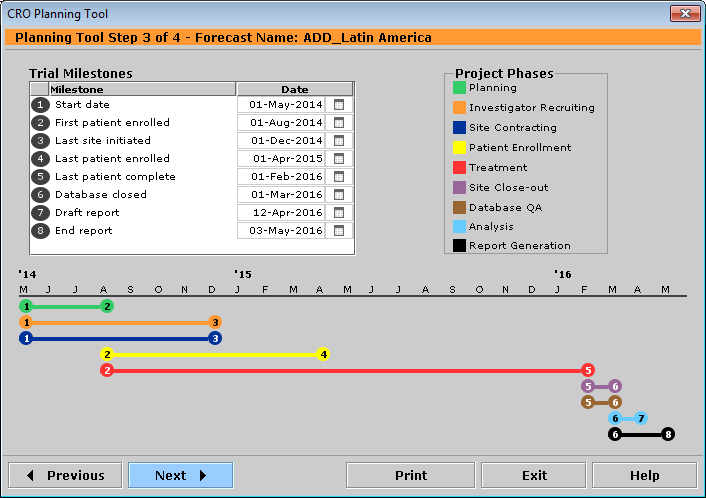 CRO Planning Tool
Planning Tool Step 3 of 4 - Forecast Name: ADD_Latin America
Trial Milestones
Milestone Date
1 Start date 01-May-2014
2 First patient enrolled 01-Aug-2014
3 Last site initiated 01-Dec-2014
4 Last patient enrolled 01-Apr-2015
5 Last patient complete 01-Feb-2016
6 Database closed 01-Mar-2016
7 Draft report 12-Apr-2016
8 End report 03-May-2016
Project Phases
Planning
Investigator Recruiting
Site Contracting
Patient Enrollment
Treatment
Site Close-out
Database QA
Analysis
Report Generation
'14 '15 '16
M J J A S O N D J F M A M J J A S O N D J F M A M
1 2
1 3
1 3
2 4
2 5
5 6
5 6
6 7
6 8
Previous Next Print Exit Help